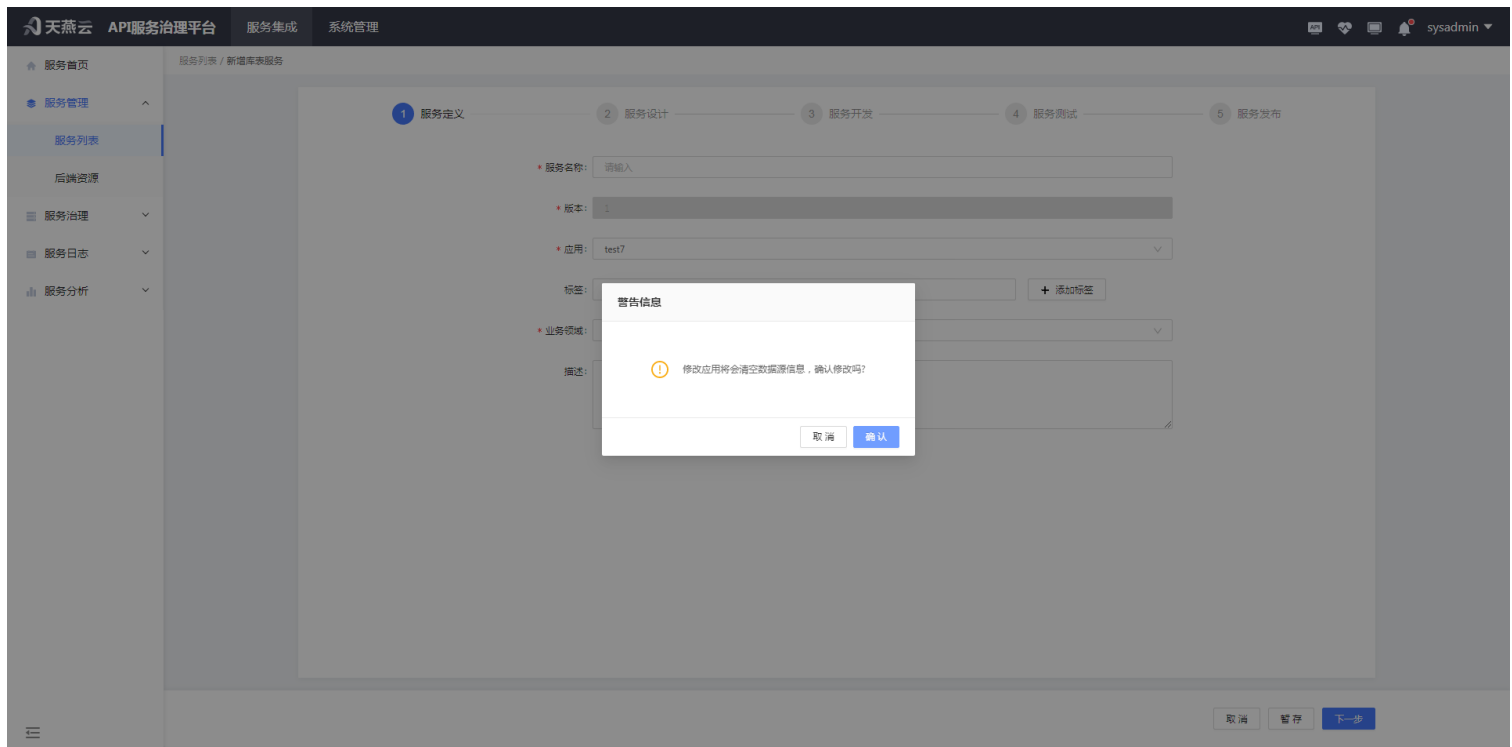 天燕云 API服务治理平台 服务集成 系统管理 API sysadmin
服务首页
服务列表 / 新增库表服务
服务管理
服务列表
后端资源
服务治理
服务日志
服务分析
1 服务定义 2 服务设计 3 服务开发 4 服务测试 5 服务发布
* 服务名称: 请输入
* 版本: 1
* 应用: test7
标签: + 添加标签
* 业务领域:
描述:
警告信息
修改应用将会清空数据源信息，确认修改吗?
取消 确认
取消 暂存 下一步